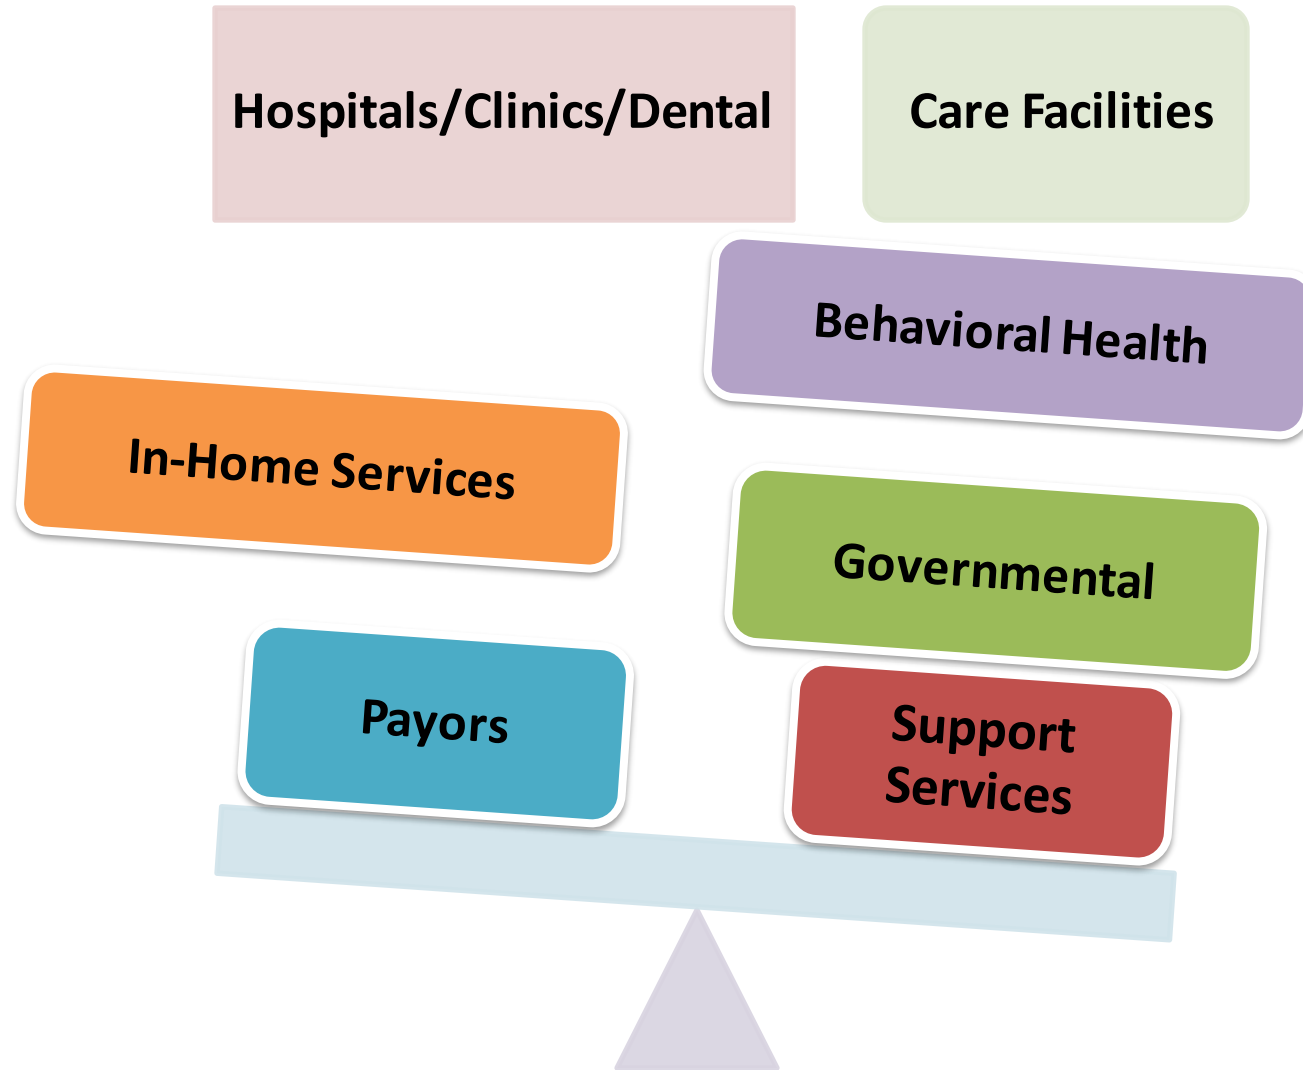 Hospitals/Clinics/Dental
Care Facilities
Behavioral Health
In-Home Services
Governmental
Payors
Support
Services